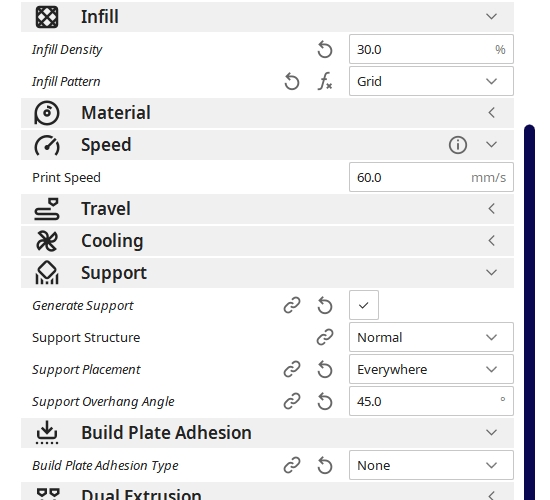 Infill
Infill Density 30.0 %
Infill Pattern Grid
Material
Speed
Print Speed 60.0 mm/s
Travel
Cooling
Support
Generate Support
Support Structure Normal
Support Placement Everywhere
Support Overhang Angle 45.0 °
Build Plate Adhesion
Build Plate Adhesion Type None
Dual Extrusion